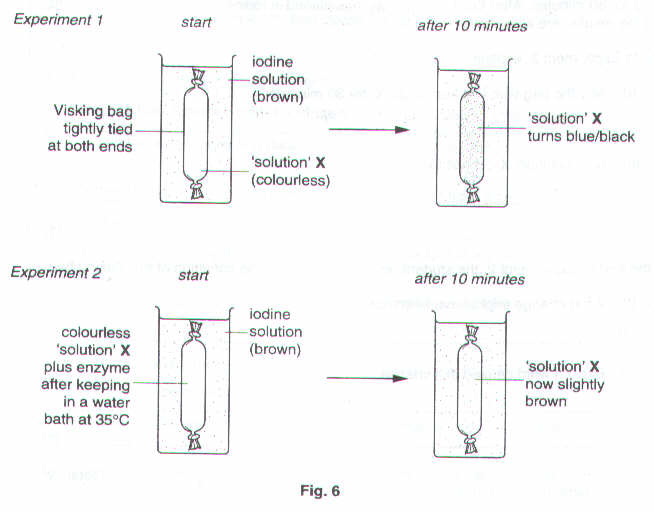 Experiment 1
start
after 10 minutes
iodine
solution
(brown)
Visking bag
tightly tied
at both ends
'solution' X
(colourless)
'solution' X
turns blue/black
Experiment 2
start
after 10 minutes
iodine
solution
(brown)
colourless
'solution' X
plus enzyme
after keeping
in a water
bath at 35°C
'solution' X
now slightly
brown
Fig. 6